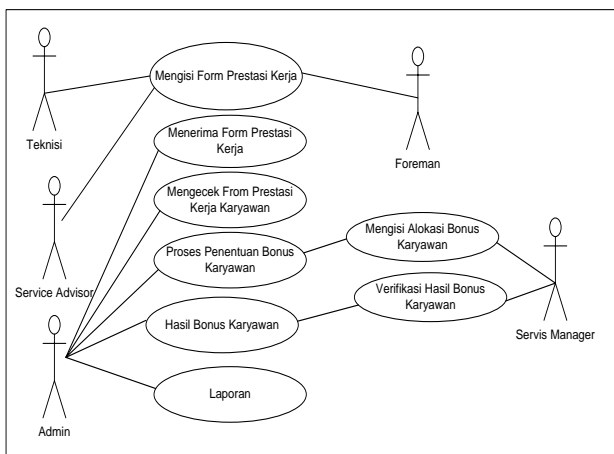 Mengisi Form Prestasi Kerja
Teknisi
Foreman
Menerima Form Prestasi
Kerja
Mengecek From Prestasi
Kerja Karyawan
Service Advisor
Proses Penentuan Bonus
Karyawan
Mengisi Alokasi Bonus
Karyawan
Verifikasi Hasil Bonus
Karyawan
Servis Manager
Hasil Bonus Karyawan
Laporan
Admin